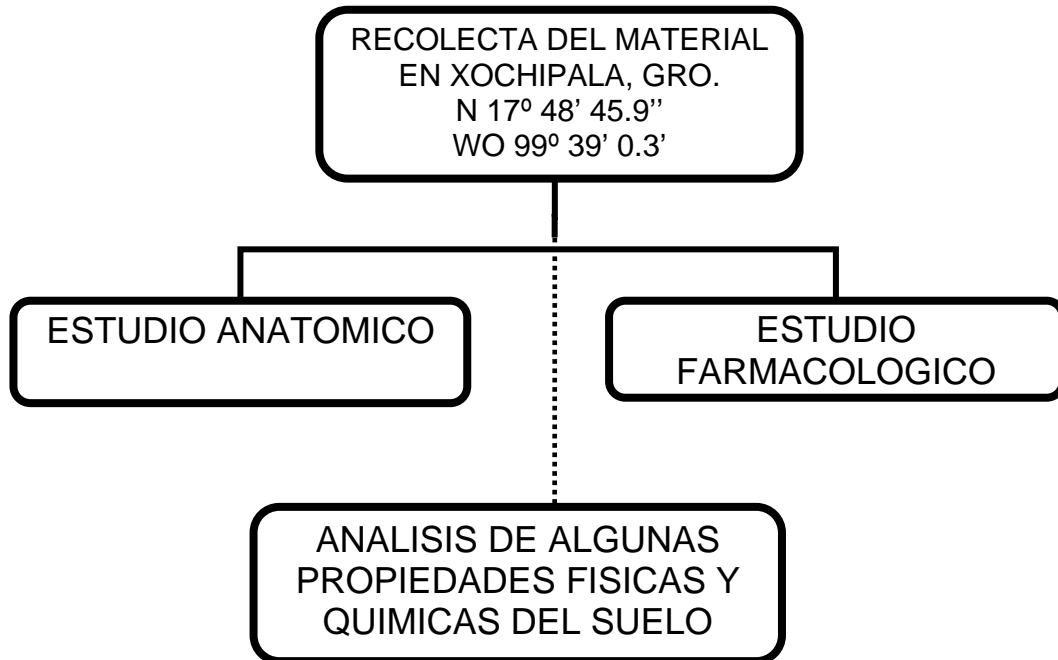 RECOLECTA DEL MATERIAL
EN XOCHIPALA, GRO.
N 17º 48’ 45.9’’
WO 99º 39’ 0.3’
ESTUDIO ANATOMICO
ESTUDIO
FARMACOLOGICO
ANALISIS DE ALGUNAS
PROPIEDADES FISICAS Y
QUIMICAS DEL SUELO